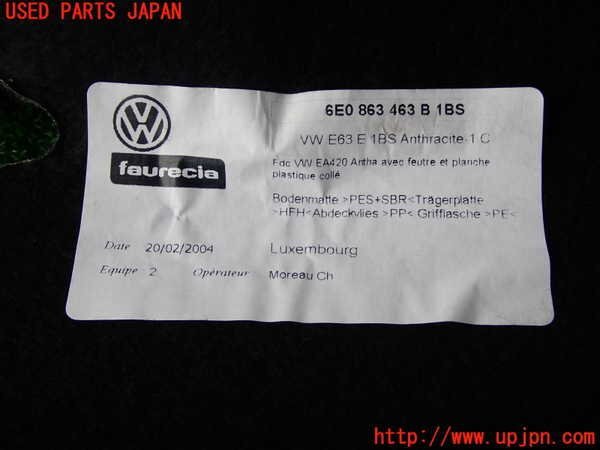 USED PARTS JAPAN
VW
faurecia
6E0 863 463 B 1BS
VW E63 E 1BS Anthracite-1 C
Fdc VW EA420 Antha avec feutre et planche
plastique collé
Bodenmatte >PES+SBR<Trägerplatte
>HFH<Abdeckvlies >PP< Grifflasche >PE<
Date 20/02/2004 Luxembourg
Equipe 2 Opérateur Moreau Ch
http://www.upjpn.com/